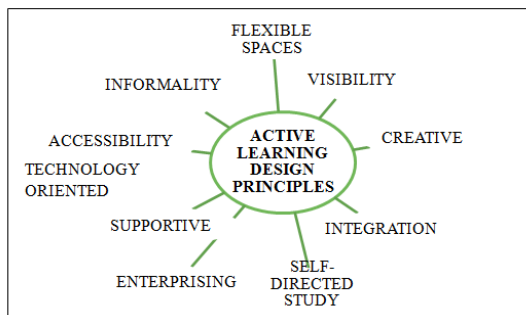 FLEXIBLE
SPACES
INFORMALITY
VISIBILITY
ACCESSIBILITY
ACTIVE
LEARNING
DESIGN
PRINCIPLES
CREATIVE
TECHNOLOGY
ORIENTED
SUPPORTIVE
INTEGRATION
ENTERPRISING
SELF-
DIRECTED
STUDY